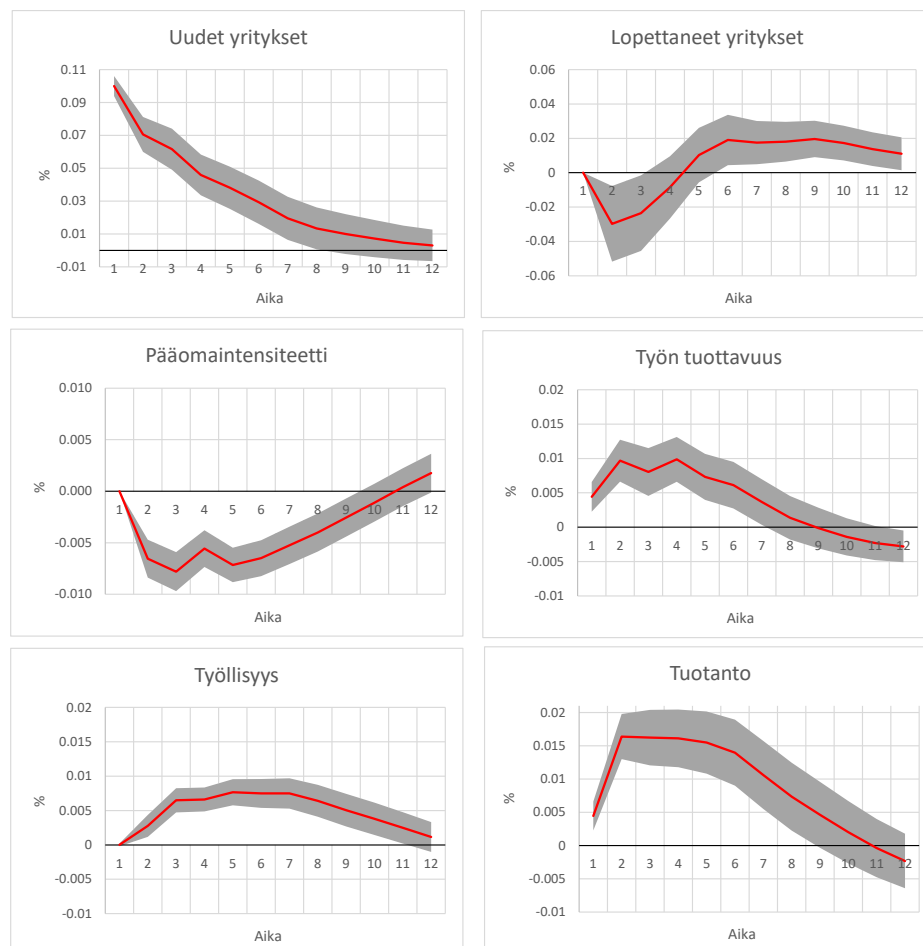 Uudet yritykset
0.11
0.09
0.07
0.05
0.03
0.01
-0.01
%
1 2 3 4 5 6 7 8 9 10 11 12
Aika
Lopettaneet yritykset
0.06
0.04
0.02
0
-0.02
-0.04
-0.06
%
1 2 3 4 5 6 7 8 9 10 11 12
Aika
Pääomaintensiteetti
0.010
0.005
0.000
-0.005
-0.010
%
1 2 3 4 5 6 7 8 9 10 11 12
Aika
Työn tuottavuus
0.02
0.015
0.01
0.005
0
-0.005
-0.01
%
1 2 3 4 5 6 7 8 9 10 11 12
Aika
Työllisyys
0.02
0.015
0.01
0.005
0
-0.005
-0.01
%
1 2 3 4 5 6 7 8 9 10 11 12
Aika
Tuotanto
0.02
0.015
0.01
0.005
0
-0.005
-0.01
%
1 2 3 4 5 6 7 8 9 10 11 12
Aika